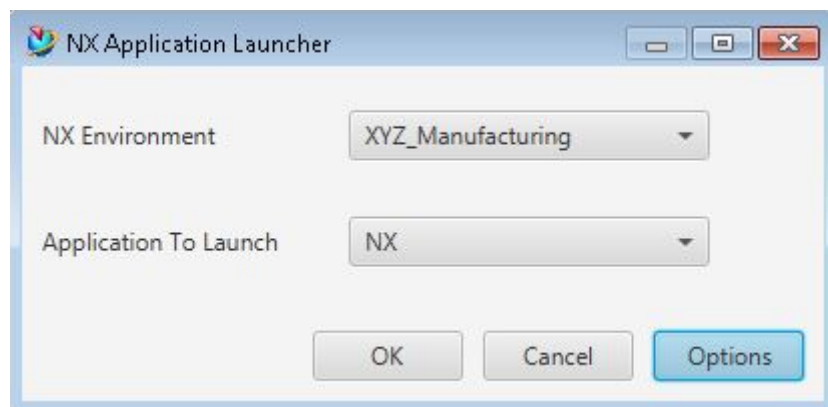 NX Application Launcher
NX Environment XYZ_Manufacturing
Application To Launch NX
OK Cancel Options